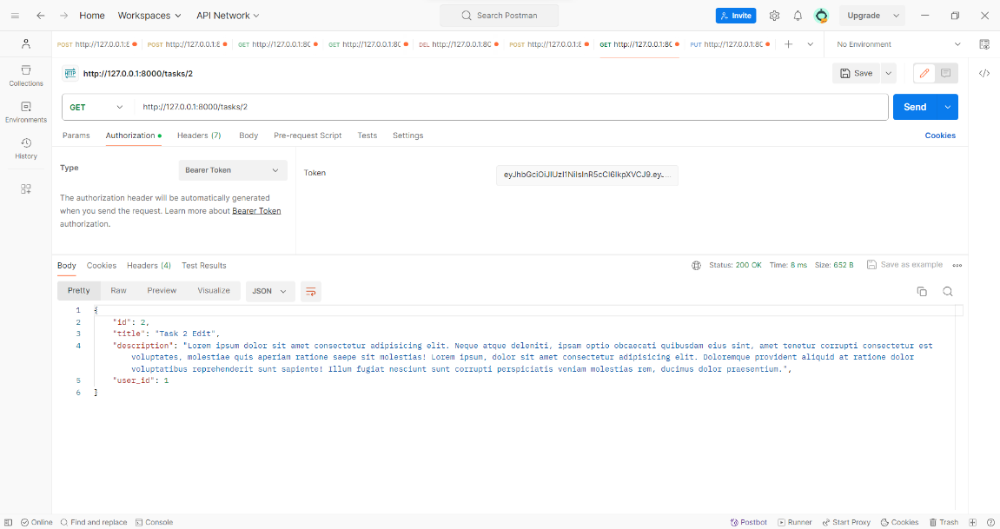 Home Workspaces API Network Search Postman Invite Upgrade
POST http://127.0.0.1:8 POST http://127.0.0.1:8 GET http://127.0.0.1:80 GET http://127.0.0.1:80 DEL http://127.0.0.1:80 POST http://127.0.0.1:8 GET http://127.0.0.1:80 PUT http://127.0.0.1:80 No Environment
HTTP http://127.0.0.1:8000/tasks/2 Save
Collections
GET http://127.0.0.1:8000/tasks/2 Send
Environments
Params Authorization Headers (7) Body Pre-request Script Tests Settings Cookies
History
Type Bearer Token Token
The authorization header will be automatically generated
when you send the request. Learn more about Bearer Token
authorization.
Body Cookies Headers (4) Test Results Status: 200 OK Time: 8 ms Size: 652 B Save as example
Pretty Raw Preview Visualize JSON
1 {
2 "id": 2,
3 "title": "Task 2 Edit",
4 "description": "Lorem ipsum dolor sit amet consectetur adipisicing elit. Neque atque deleniti, ipsam optio obcaecati quibusdam eius sint, amet tenetur corrupti consectetur est
voluptates, molestiae quis aperiam ratione saepe sit molestias! Lorem ipsum, dolor sit amet consectetur adipisicing elit. Doloremque provident aliquid at ratione dolor
voluptatibus reprehenderit sunt sapiente! Illum fugiat nesciunt sunt corrupti perspiciatis veniam molestias rem, ducimus dolor praesentium.",
5 "user_id": 1
6 }
Online Find and replace Console Postbot Runner Start Proxy Cookies Trash